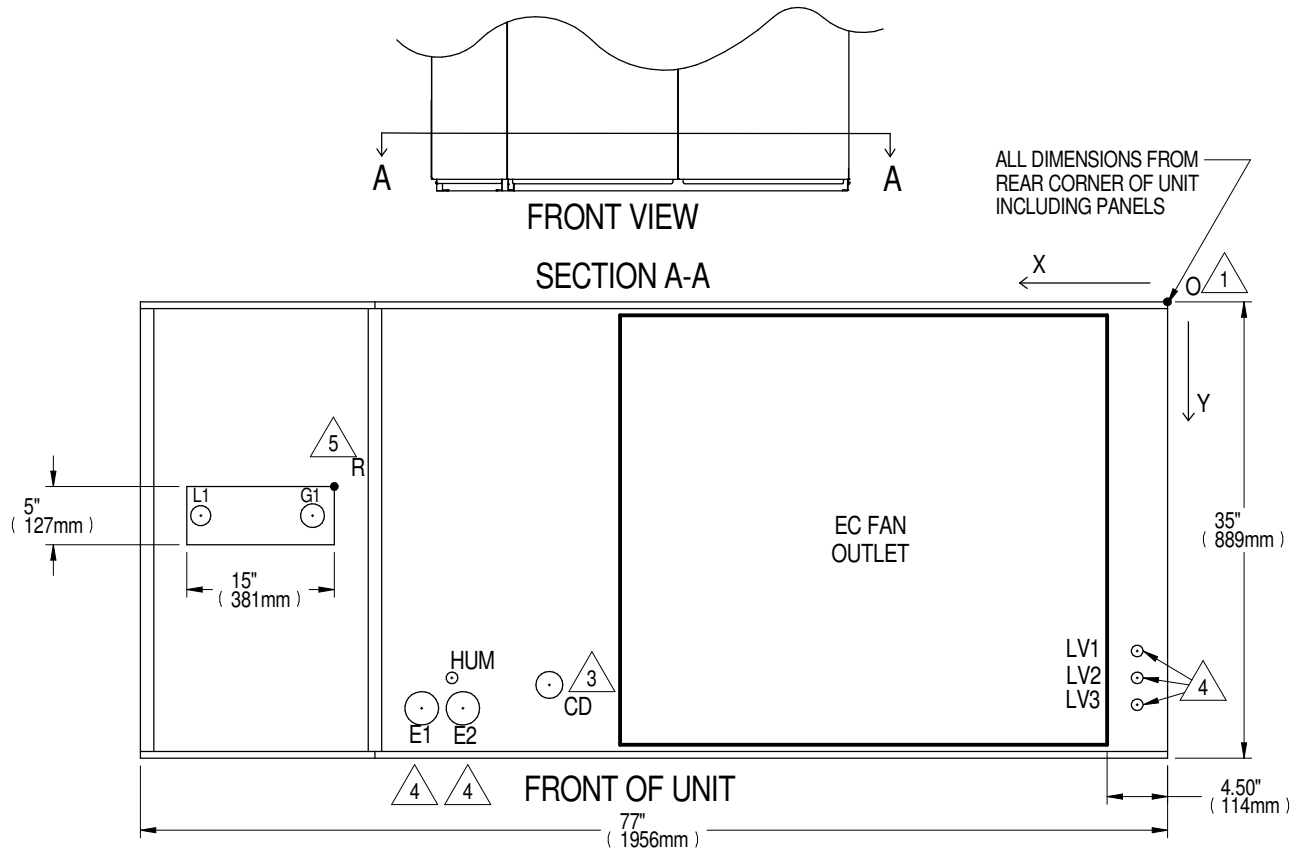 A
A
FRONT VIEW
ALL DIMENSIONS FROM
REAR CORNER OF UNIT
INCLUDING PANELS
SECTION A-A
X
O
1
Y
5
R
L1
G1
5"
( 127mm )
15"
( 381mm )
EC FAN
OUTLET
35"
( 889mm )
HUM
3
CD
E1
E2
LV1
LV2
LV3
4
4
4
FRONT OF UNIT
4.50"
( 114mm )
77"
( 1956mm )